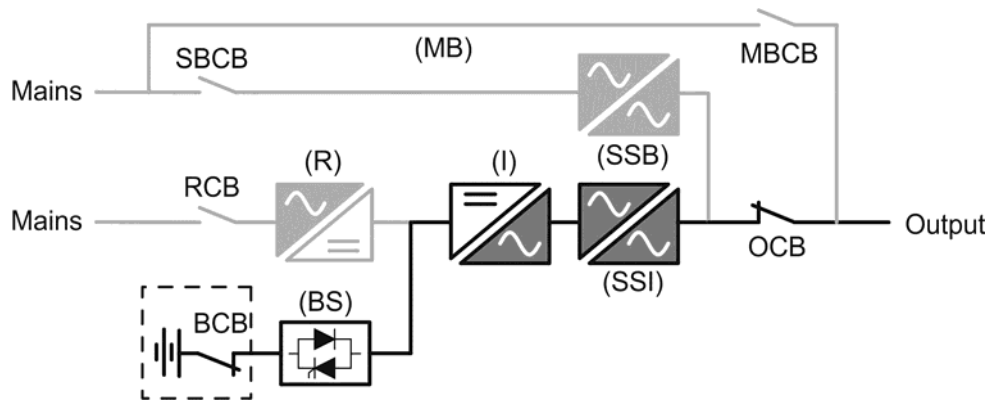 (MB)
MBCB
SBCB
Mains
(SSB)
(R)
(I)
RCB
Mains
Output
OCB
(SSI)
(BS)
BCB